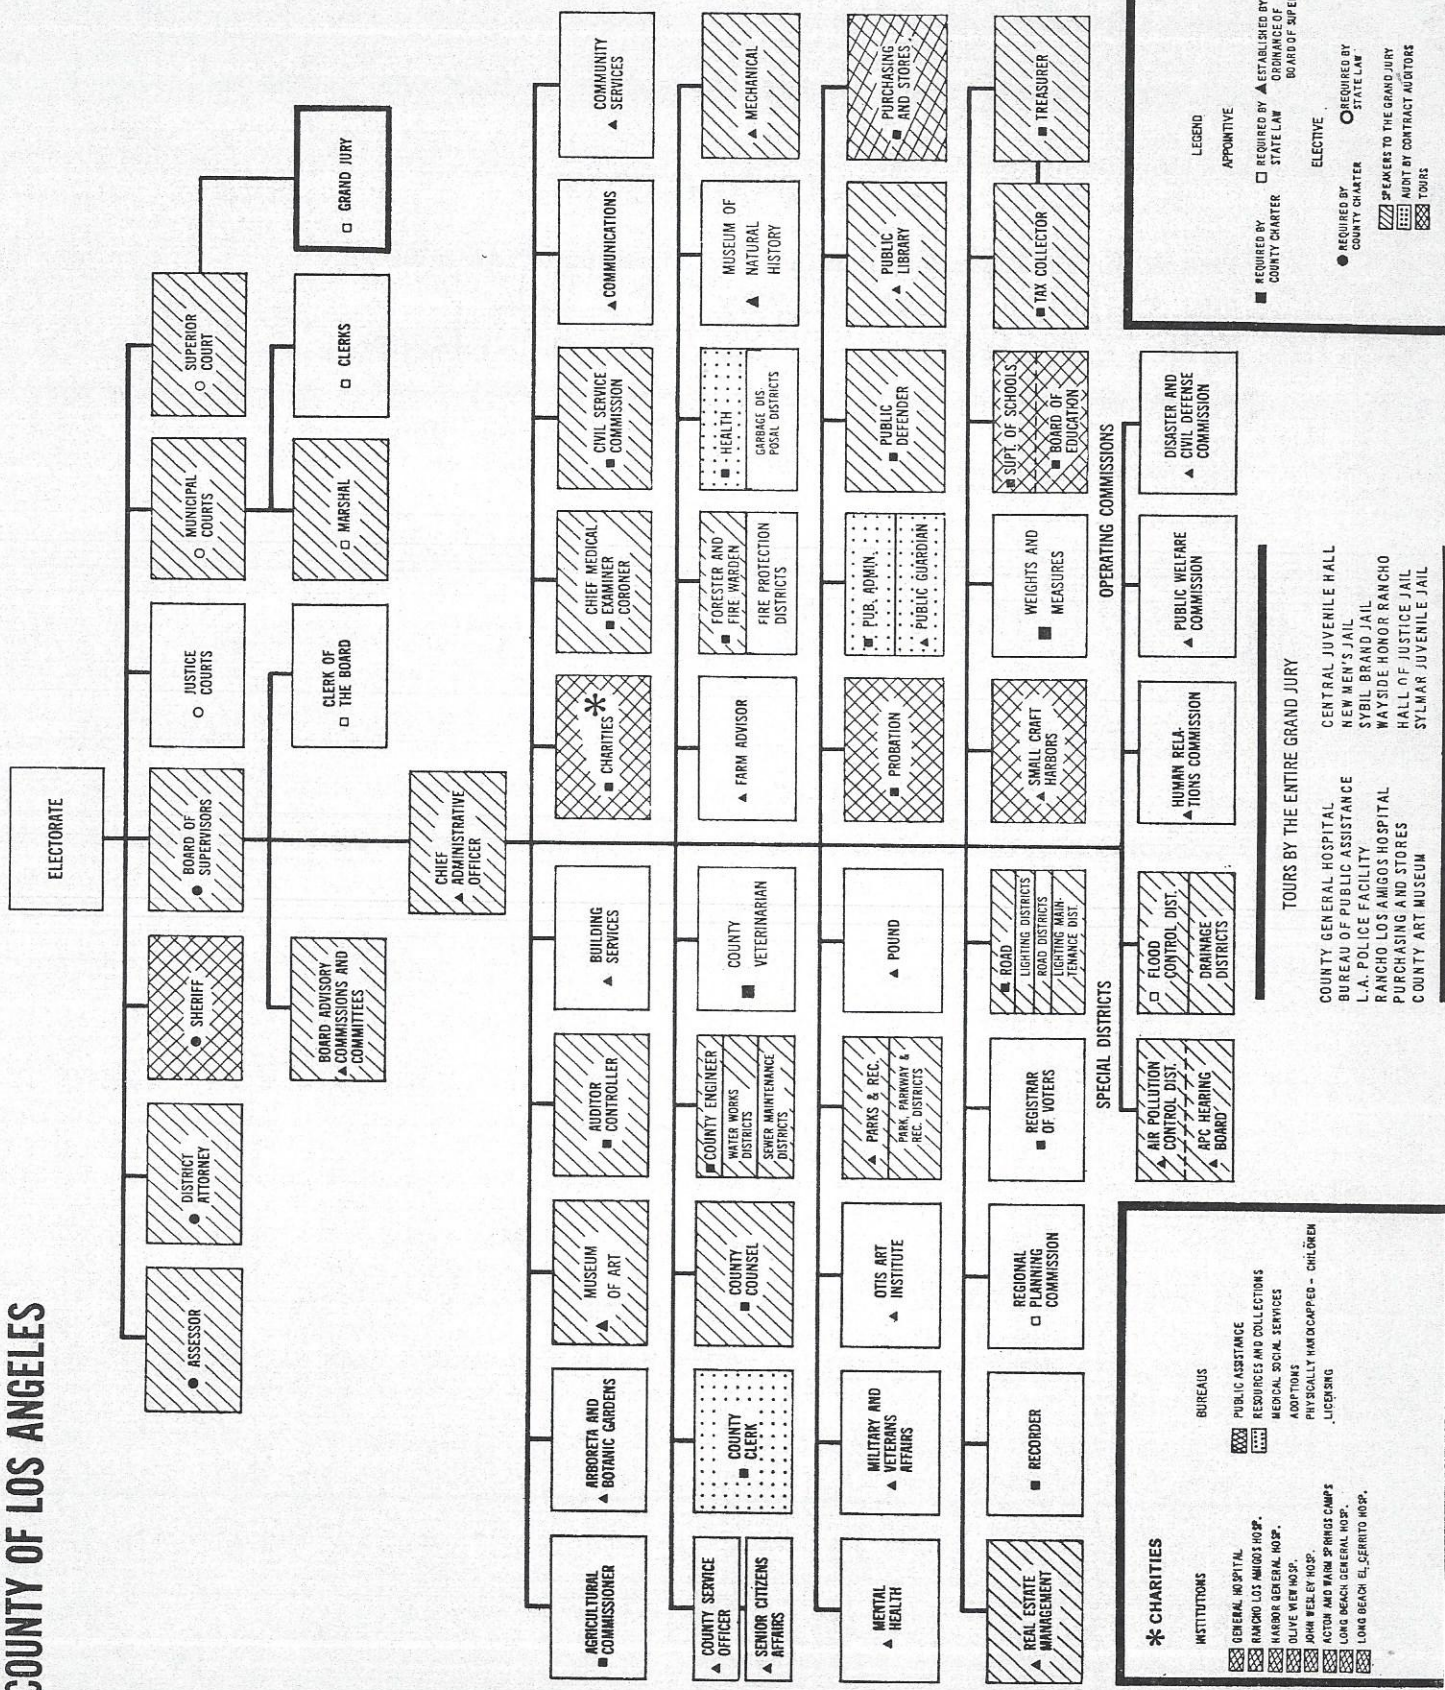 COUNTY OF LOS ANGELES
ELECTORATE
● ASSESSOR
● DISTRICT
ATTORNEY
● SHERIFF
● BOARD OF
SUPERVISORS
○ JUSTICE
COURTS
○ MUNICIPAL
COURTS
○ SUPERIOR
COURT
▲ BOARD ADVISORY
COMMISSIONS AND
COMMITTEES
□ CLERK OF
THE BOARD
□ MARSHAL
□ CLERKS
□ GRAND JURY
▲ CHIEF
ADMINISTRATIVE
OFFICER
■ AGRICULTURAL
COMMISSIONER
▲ ARBORETA AND
BOTANIC GARDENS
▲ MUSEUM
OF ART
■ AUDITOR
CONTROLLER
▲ BUILDING
SERVICES
■ CHARITIES *
■ CHIEF MEDICAL
EXAMINER
CORONER
■ CIVIL SERVICE
COMMISSION
▲ COMMUNICATIONS
▲ COMMUNITY
SERVICES
▲ COUNTY SERVICE
OFFICER
▲ SENIOR CITIZENS
AFFAIRS
■ COUNTY
CLERK
■ COUNTY
COUNSEL
■ COUNTY ENGINEER
WATER WORKS
DISTRICTS
SEWER MAINTENANCE
DISTRICTS
■ COUNTY
VETERINARIAN
▲ FARM ADVISOR
■ FORESTER AND
FIRE WARDEN
FIRE PROTECTION
DISTRICTS
■ HEALTH
GARBAGE DIS-
POSAL DISTRICTS
▲ MUSEUM OF
NATURAL
HISTORY
▲ MECHANICAL
▲ MENTAL
HEALTH
▲ MILITARY AND
VETERANS
AFFAIRS
▲ OTIS ART
INSTITUTE
▲ PARKS & REC.
PARK, PARKWAY &
REC. DISTRICTS
▲ POUND
■ PROBATION
■ PUB. ADMIN.
▲ PUBLIC GUARDIAN
■ PUBLIC
DEFENDER
▲ PUBLIC
LIBRARY
■ PURCHASING
AND STORES
▲ REAL ESTATE
MANAGEMENT
■ RECORDER
□ REGIONAL
PLANNING
COMMISSION
■ REGISTRAR
OF VOTERS
■ ROAD
LIGHTING DISTRICTS
ROAD DISTRICTS
LIGHTING MAIN-
TENANCE DIST.
▲ SMALL CRAFT
HARBORS
■ WEIGHTS AND
MEASURES
■ SUPT. OF SCHOOLS
■ BOARD OF
EDUCATION
■ TAX COLLECTOR
■ TREASURER
SPECIAL DISTRICTS
OPERATING COMMISSIONS
▲ AIR POLLUTION
CONTROL DIST.
▲ APC HEARING
BOARD
□ FLOOD
CONTROL DIST.
DRAINAGE
DISTRICTS
▲ HUMAN RELA-
TIONS COMMISSION
▲ PUBLIC WELFARE
COMMISSION
▲ DISASTER AND
CIVIL DEFENSE
COMMISSION
* CHARITIES
INSTITUTIONS
GENERAL HOSPITAL
RANCHO LOS AMIGOS HOSP.
HARBOR GENERAL HOSP.
OLIVE VIEW HOSP.
JOHN WESLEY HOSP.
ACTON AND WARM SPRINGS CAMPS
LONG BEACH GENERAL HOSP.
LONG BEACH EL CERRITO HOSP.
BUREAUS
PUBLIC ASSISTANCE
RESOURCES AND COLLECTIONS
MEDICAL SOCIAL SERVICES
ADOPTIONS
PHYSICALLY HANDICAPPED - CHILDREN
LICENSING
TOURS BY THE ENTIRE GRAND JURY
COUNTY GENERAL HOSPITAL
BUREAU OF PUBLIC ASSISTANCE
L.A. POLICE FACILITY
RANCHO LOS AMIGOS HOSPITAL
PURCHASING AND STORES
COUNTY ART MUSEUM
CENTRAL JUVENILE HALL
NEW MEN'S JAIL
SYBIL BRAND JAIL
WAYSIDE HONOR RANCHO
HALL OF JUSTICE JAIL
SYLMAR JUVENILE JAIL
LEGEND
APPOINTIVE
■ REQUIRED BY
COUNTY CHARTER
□ REQUIRED BY
STATE LAW
▲ ESTABLISHED BY
ORDINANCE OF
BOARD OF
ELECTIVE
● REQUIRED BY
COUNTY CHARTER
○ REQUIRED BY
STATE LAW
SPEAKERS TO THE GRAND JURY
AUDIT BY CONTRACT AUDITORS
TOURS